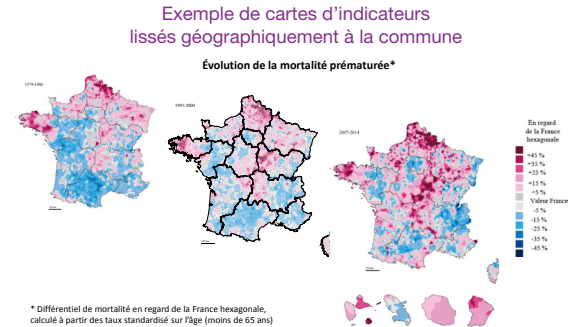 Exemple de cartes d'indicateurs
lissés géographiquement à la commune
Évolution de la mortalité prématurée*
1979-1986
1993-2000
2007-2014
En regard
de la France
hexagonale
+45 %
+35 %
+25 %
+15 %
+5 %
Valeur France
-5 %
-15 %
-25 %
-35 %
-45 %
* Différentiel de mortalité en regard de la France hexagonale,
calculé à partir des taux standardisé sur l'âge (moins de 65 ans)